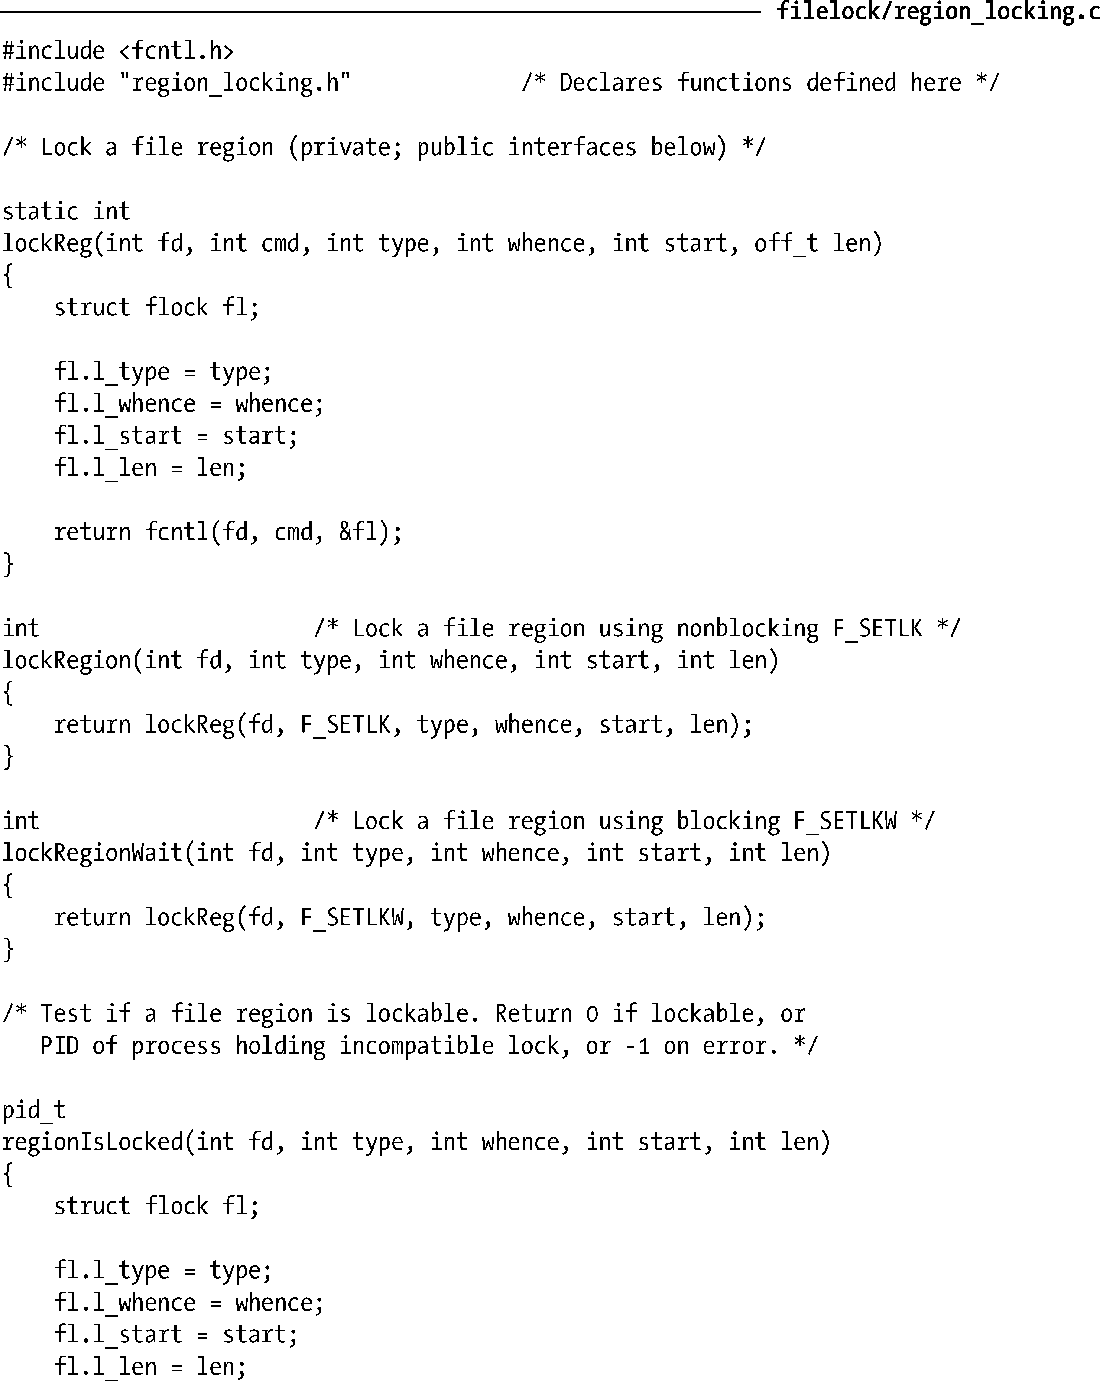 filelock/region_locking.c
#include <fcntl.h>
#include "region_locking.h"             /* Declares functions defined here */
/* Lock a file region (private; public interfaces below) */
static int
lockReg(int fd, int cmd, int type, int whence, int start, off_t len)
{
    struct flock fl;
    fl.l_type = type;
    fl.l_whence = whence;
    fl.l_start = start;
    fl.l_len = len;
    return fcntl(fd, cmd, &fl);
}
int                     /* Lock a file region using nonblocking F_SETLK */
lockRegion(int fd, int type, int whence, int start, int len)
{
    return lockReg(fd, F_SETLK, type, whence, start, len);
}
int                     /* Lock a file region using blocking F_SETLKW */
lockRegionWait(int fd, int type, int whence, int start, int len)
{
    return lockReg(fd, F_SETLKW, type, whence, start, len);
}
/* Test if a file region is lockable. Return 0 if lockable, or
   PID of process holding incompatible lock, or -1 on error. */
pid_t
regionIsLocked(int fd, int type, int whence, int start, int len)
{
    struct flock fl;
    fl.l_type = type;
    fl.l_whence = whence;
    fl.l_start = start;
    fl.l_len = len;